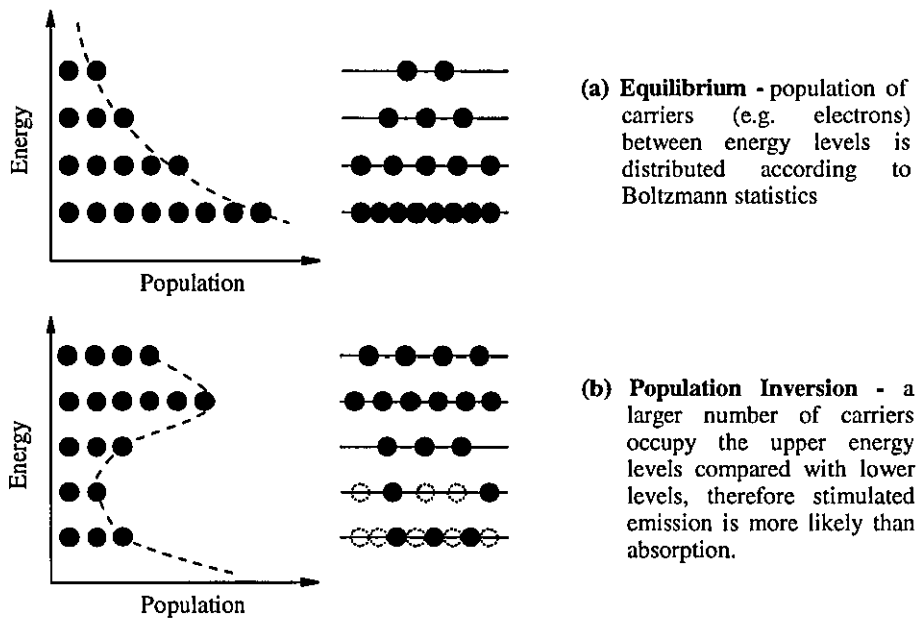 Energy
Population
(a) Equilibrium - population of
carriers (e.g. electrons)
between energy levels is
distributed according to
Boltzmann statistics
Energy
Population
(b) Population Inversion - a
larger number of carriers
occupy the upper energy
levels compared with lower
levels, therefore stimulated
emission is more likely than
absorption.